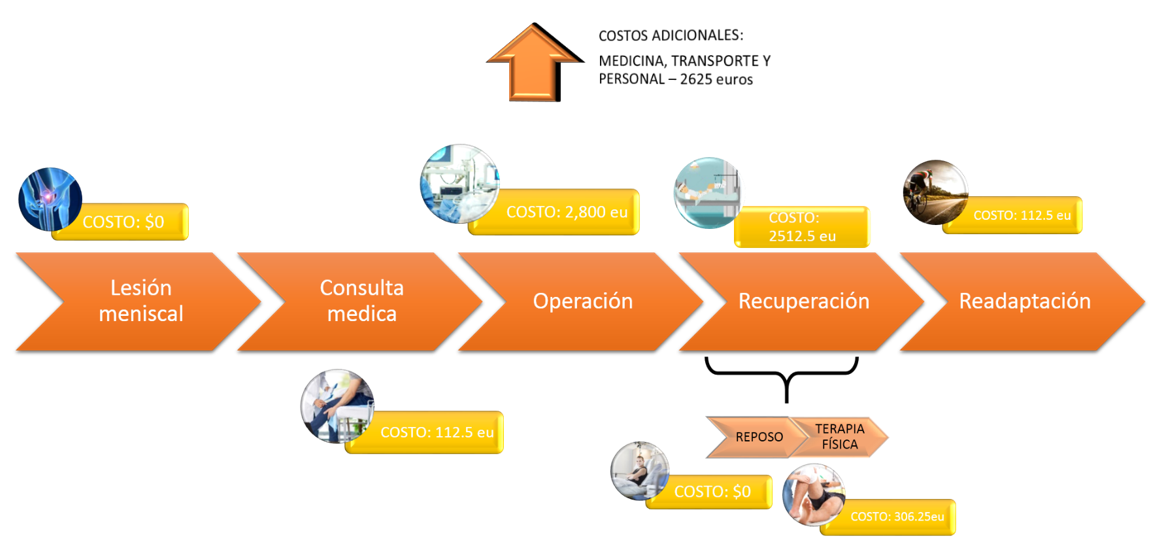 COSTOS ADICIONALES:
MEDICINA, TRANSPORTE Y
PERSONAL – 2625 euros
COSTO: $0
COSTO: 2,800 eu
COSTO:
2512.5 eu
COSTO: 112.5 eu
Lesión
meniscal
Consulta
medica
Operación
Recuperación
Readaptación
COSTO: 112.5 eu
REPOSO
TERAPIA
FÍSICA
COSTO: $0
COSTO: 306.25eu